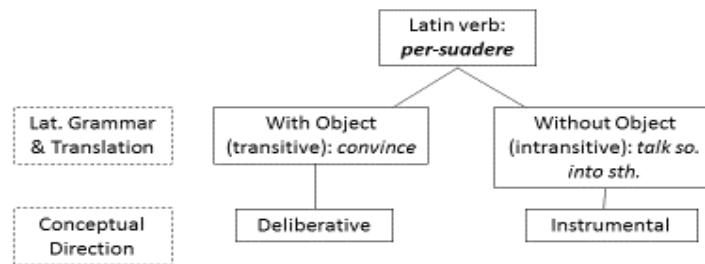 Latin verb:
per-suadere
Lat. Grammar
& Translation
With Object
(transitive): convince
Without Object
(intransitive): talk so.
into sth.
Conceptual
Direction
Deliberative
Instrumental